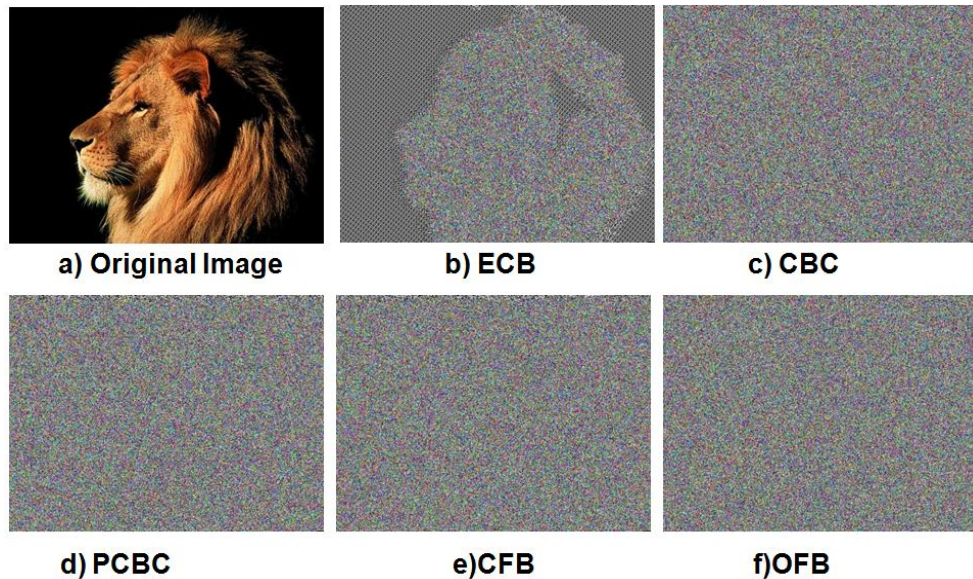 a) Original Image
b) ECB
c) CBC
d) PCBC
e)CFB
f)OFB